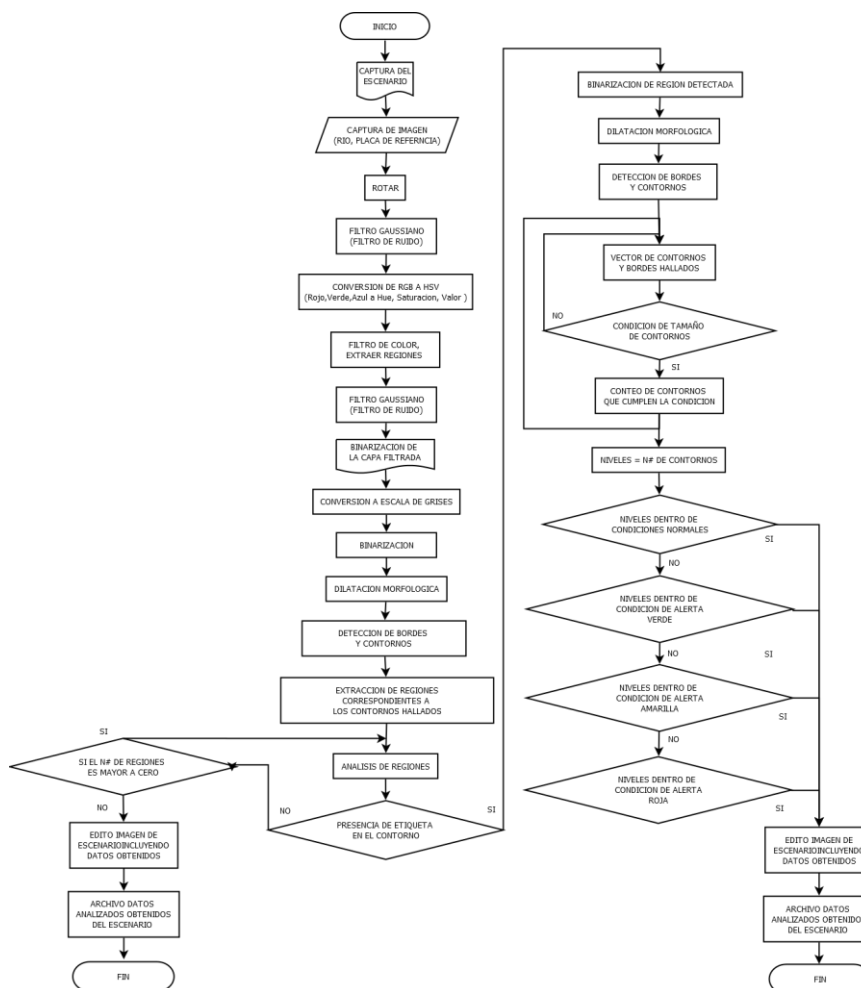 INICIO
CAPTURA DEL
ESCENARIO
CAPTURA DE IMAGEN
(RIO, PLACA DE REFERNCIA)
ROTAR
FILTRO GAUSSIANO
(FILTRO DE RUIDO)
CONVERSION DE RGB A HSV
(Rojo,Verde,Azul a Hue, Saturacion, Valor )
FILTRO DE COLOR,
EXTRAER REGIONES
FILTRO GAUSSIANO
(FILTRO DE RUIDO)
BINARIZACION DE
LA CAPA FILTRADA
CONVERSION A ESCALA DE GRISES
BINARIZACION
DILATACION MORFOLOGICA
DETECCION DE BORDES
Y CONTORNOS
EXTRACCION DE REGIONES
CORRESPONDIENTES A
LOS CONTORNOS HALLADOS
ANALISIS DE REGIONES
PRESENCIA DE ETIQUETA
EN EL CONTORNO
NO
SI
SI
SI EL N# DE REGIONES
ES MAYOR A CERO
NO
EDITO IMAGEN DE
ESCENARIOINCLUYENDO
DATOS OBTENIDOS
ARCHIVO DATOS
ANALIZADOS OBTENIDOS
DEL ESCENARIO
FIN
BINARIZACION DE REGION DETECTADA
DILATACION MORFOLOGICA
DETECCION DE BORDES
Y CONTORNOS
VECTOR DE CONTORNOS
Y BORDES HALLADOS
NO
CONDICION DE TAMAÑO
DE CONTORNOS
SI
CONTEO DE CONTORNOS
QUE CUMPLEN LA CONDICION
NIVELES = N# DE CONTORNOS
NIVELES DENTRO DE
CONDICIONES NORMALES
SI
NO
NIVELES DENTRO DE
CONDICION DE ALERTA
VERDE
SI
NO
NIVELES DENTRO DE
CONDICION DE ALERTA
AMARILLA
SI
NO
NIVELES DENTRO DE
CONDICION DE ALERTA
ROJA
SI
EDITO IMAGEN DE
ESCENARIOINCLUYENDO
DATOS OBTENIDOS
ARCHIVO DATOS
ANALIZADOS OBTENIDOS
DEL ESCENARIO
FIN